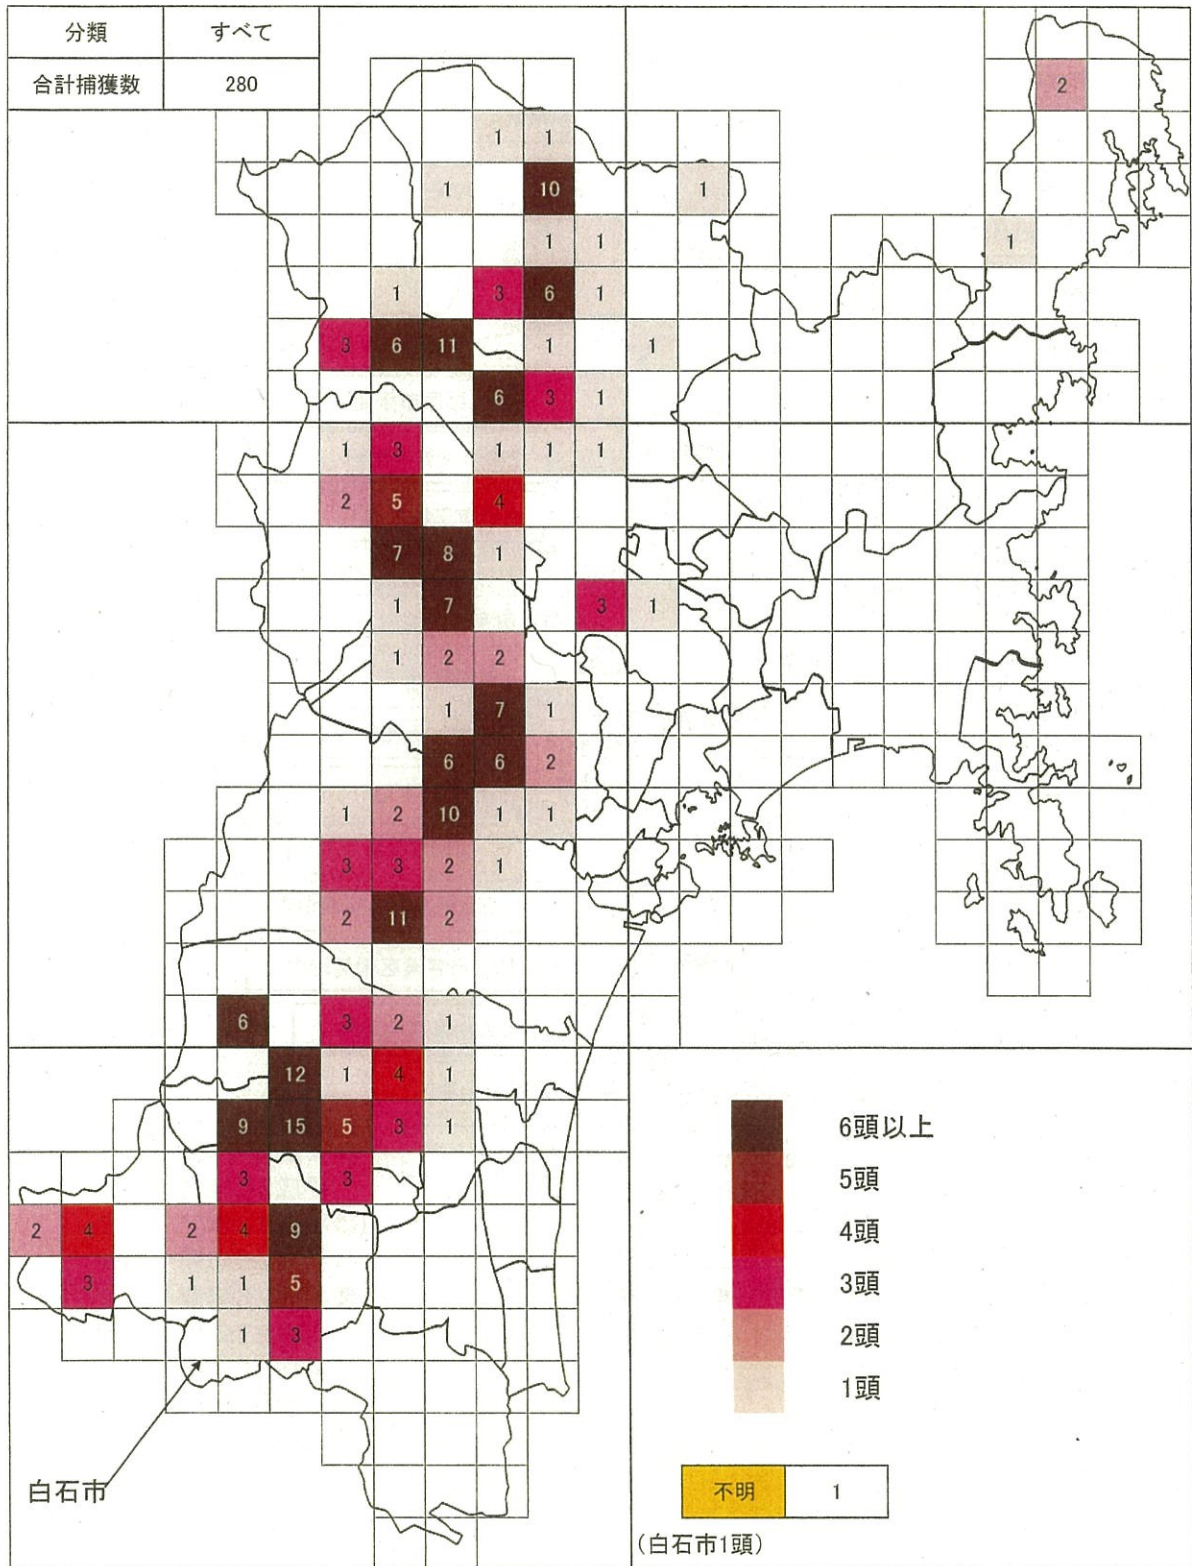 分類 すべて
合計捕獲数 280
2
1 1
1 10 1
1 1 1
1 3 6 1
3 6 11 1 1
6 3 1
1 3 1 1 1
2 5 4
7 8 1
1 7 3 1
1 2 2
1 7 1
6 6 2
1 2 10 1 1
3 3 2 1
2 11 2
6 3 2 1
12 1 4 1
9 15 5 3 1
3 3
2 4 2 4 9
3 1 1 5
1 3
6頭以上
5頭
4頭
3頭
2頭
1頭
白石市
不明 1
(白石市1頭)